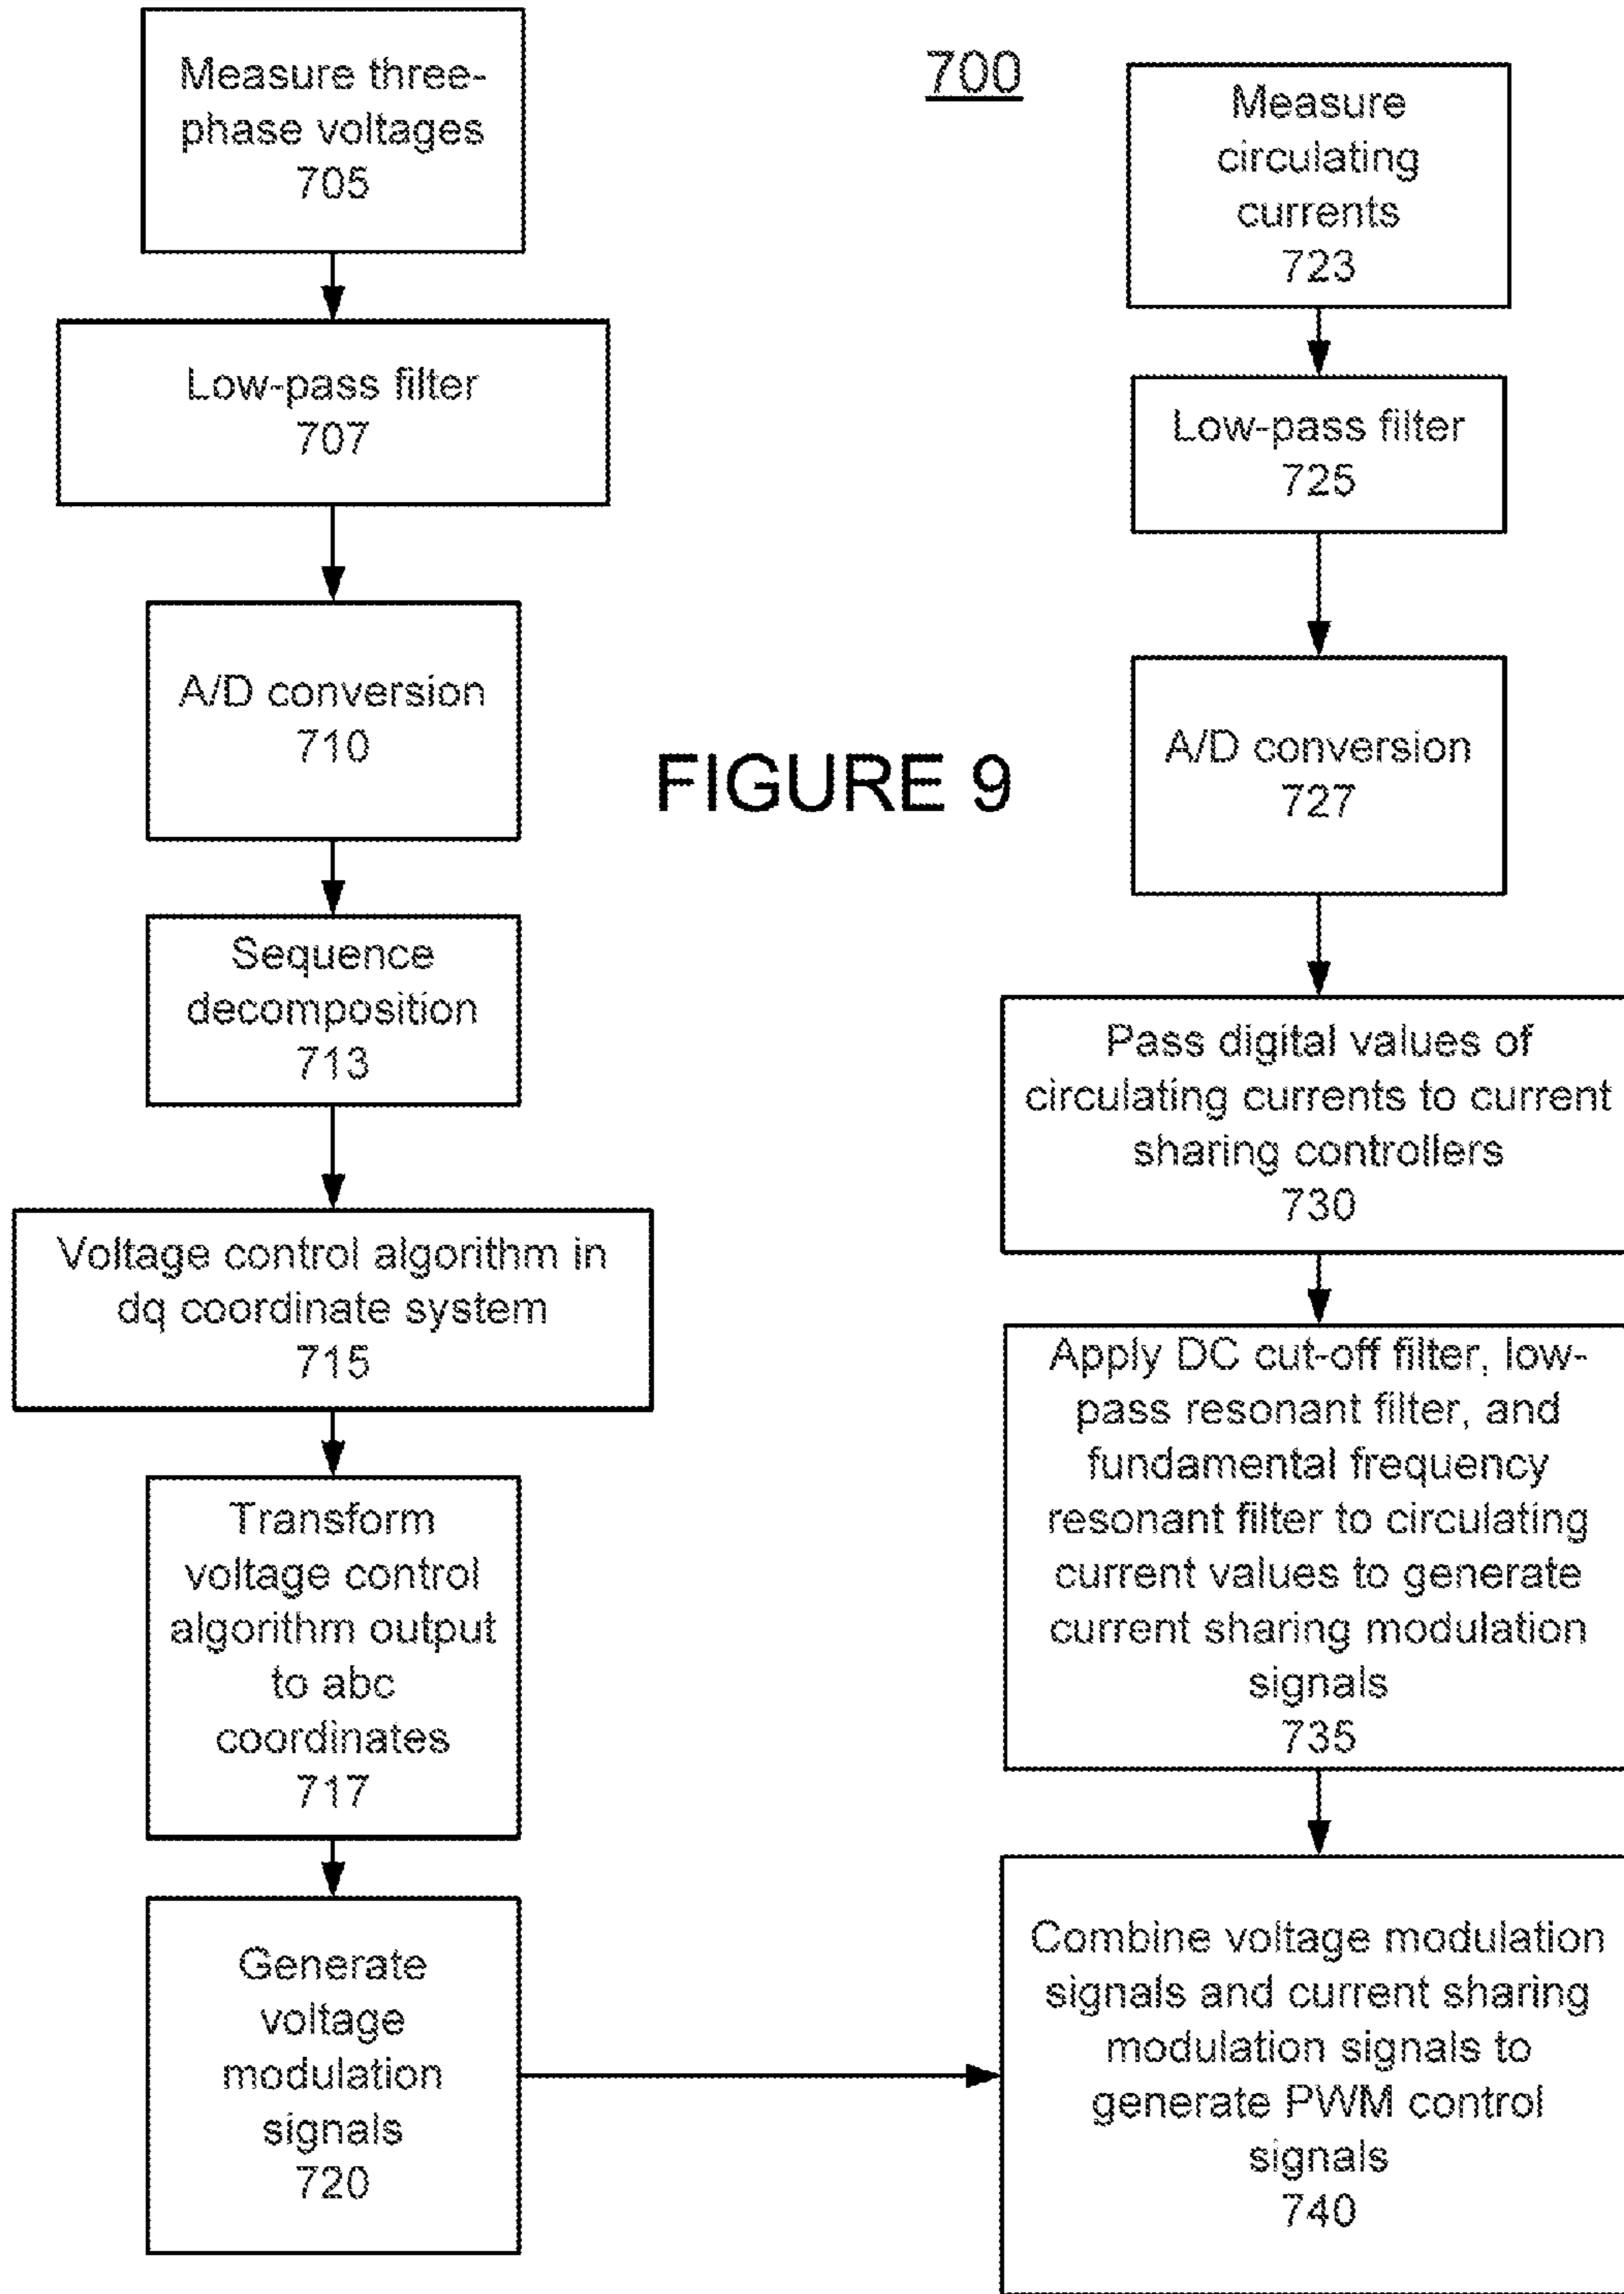 Measure three-
phase voltages
705
Low-pass filter
707
A/D conversion
710
Sequence
decomposition
713
Voltage control algorithm in
dq coordinate system
715
Transform
voltage control
algorithm output
to abc
coordinates
717
Generate
voltage
modulation
signals
720
700
FIGURE 9
Measure
circulating
currents
723
Low-pass filter
725
A/D conversion
727
Pass digital values of
circulating currents to current
sharing controllers
730
Apply DC cut-off filter, low-
pass resonant filter, and
fundamental frequency
resonant filter to circulating
current values to generate
current sharing modulation
signals
735
Combine voltage modulation
signals and current sharing
modulation signals to
generate PWM control
signals
740